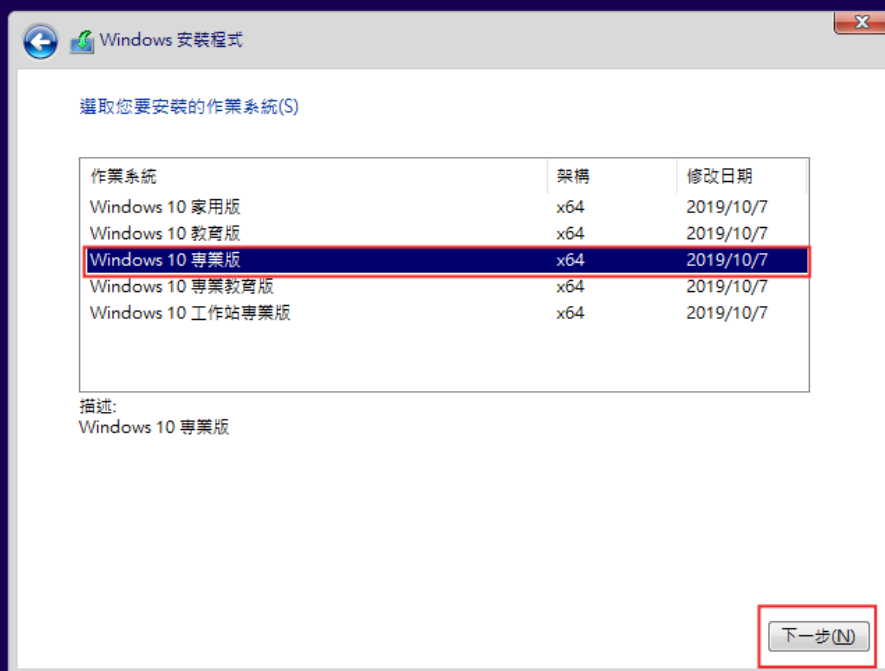 Windows 安裝程式
選取您要安裝的作業系統(S)
作業系統 架構 修改日期
Windows 10 家用版 x64 2019/10/7
Windows 10 教育版 x64 2019/10/7
Windows 10 專業版 x64 2019/10/7
Windows 10 專業教育版 x64 2019/10/7
Windows 10 工作站專業版 x64 2019/10/7
描述:
Windows 10 專業版
下一步(N)